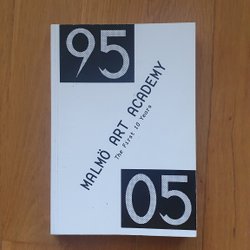 95
MALMÖ ART ACADEMY
The First 10 Years
05